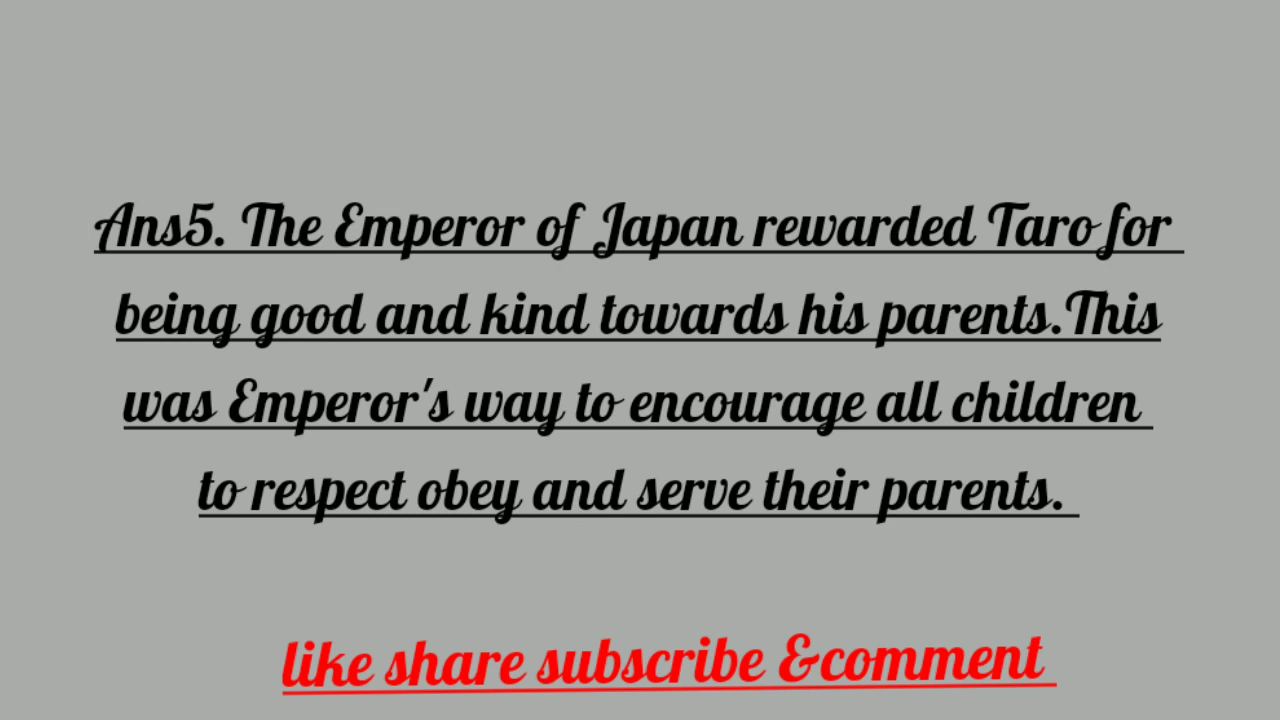 Ans5. The Emperor of Japan rewarded Taro for
being good and kind towards his parents.This
was Emperor's way to encourage all children
to respect obey and serve their parents.
like share subscribe &comment